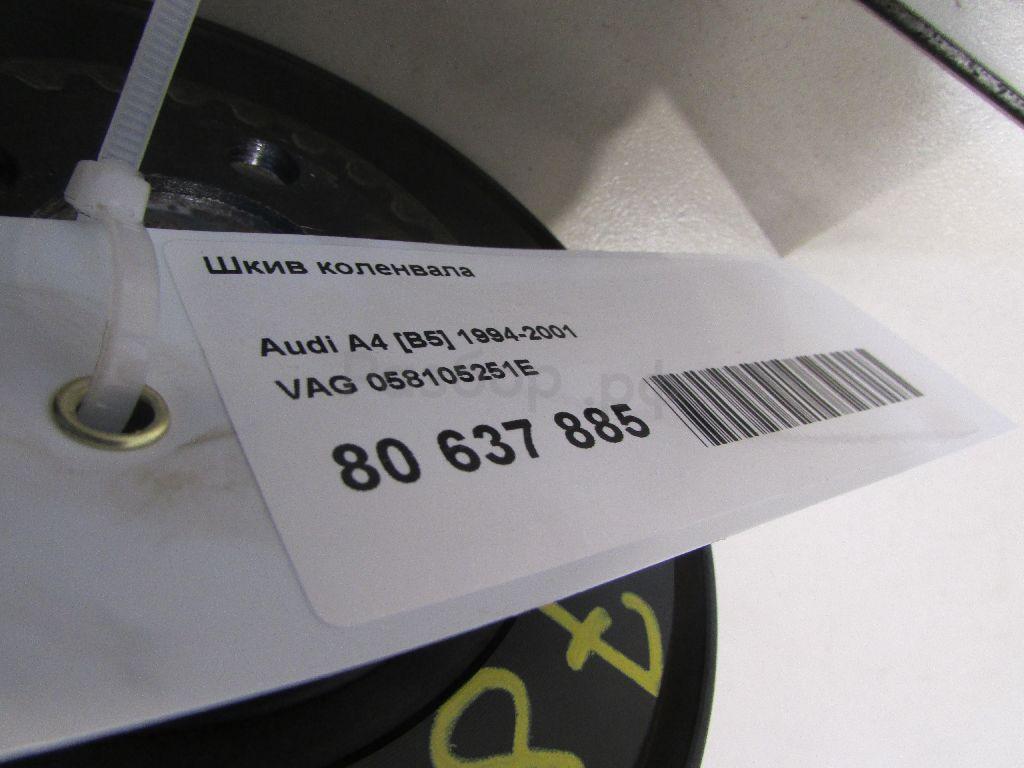 Шкив коленвала
Audi A4 [B5] 1994-2001
VAG 058105251E
80 637 885